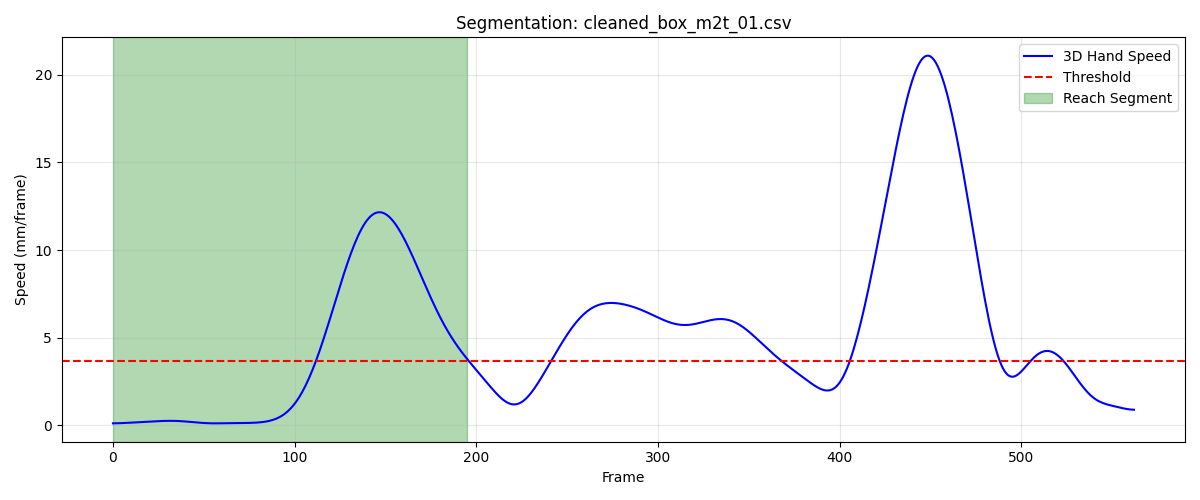 Segmentation: cleaned_box_m2t_01.csv
3D Hand Speed
Threshold
Reach Segment
Speed (mm/frame)
20
15
10
5
0
0 100 200 300 400 500
Frame